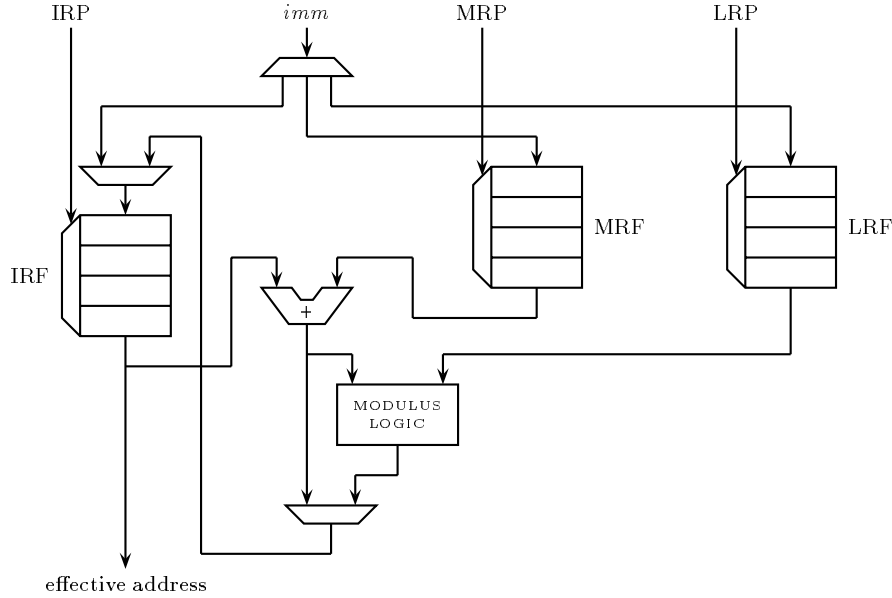 IRP
imm
MRP
LRP
MRF
LRF
IRF
+
MODULUS
LOGIC
effective address